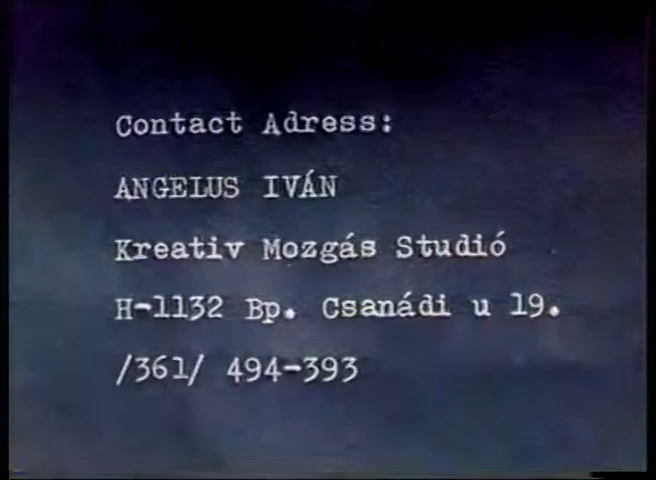 Contact Adress:
ANGELUS IVÁN
Kreativ Mozgás Studió
H-1132 Bp. Csanádi u 19.
/361/ 494-393